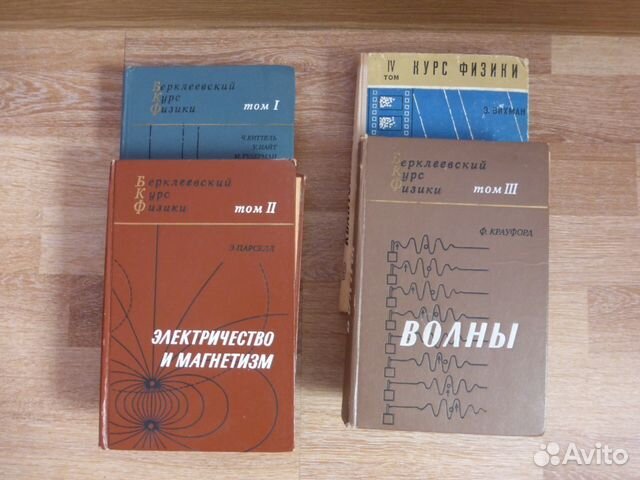 Берклеевский
Курс
Физики
том I
Ч. КИТТЕЛЬ
У. НАЙТ
М. РУДЕРМАН
IV
ТОМ
КУРС ФИЗИКИ
Э. ВИХМАН
Берклеевский
Курс
Физики
том II
Э. ПАРСЕЛЛ
ЭЛЕКТРИЧЕСТВО
И МАГНЕТИЗМ
Берклеевский
Курс
Физики
том III
Ф. КРАУФОРД
ВОЛНЫ
Avito